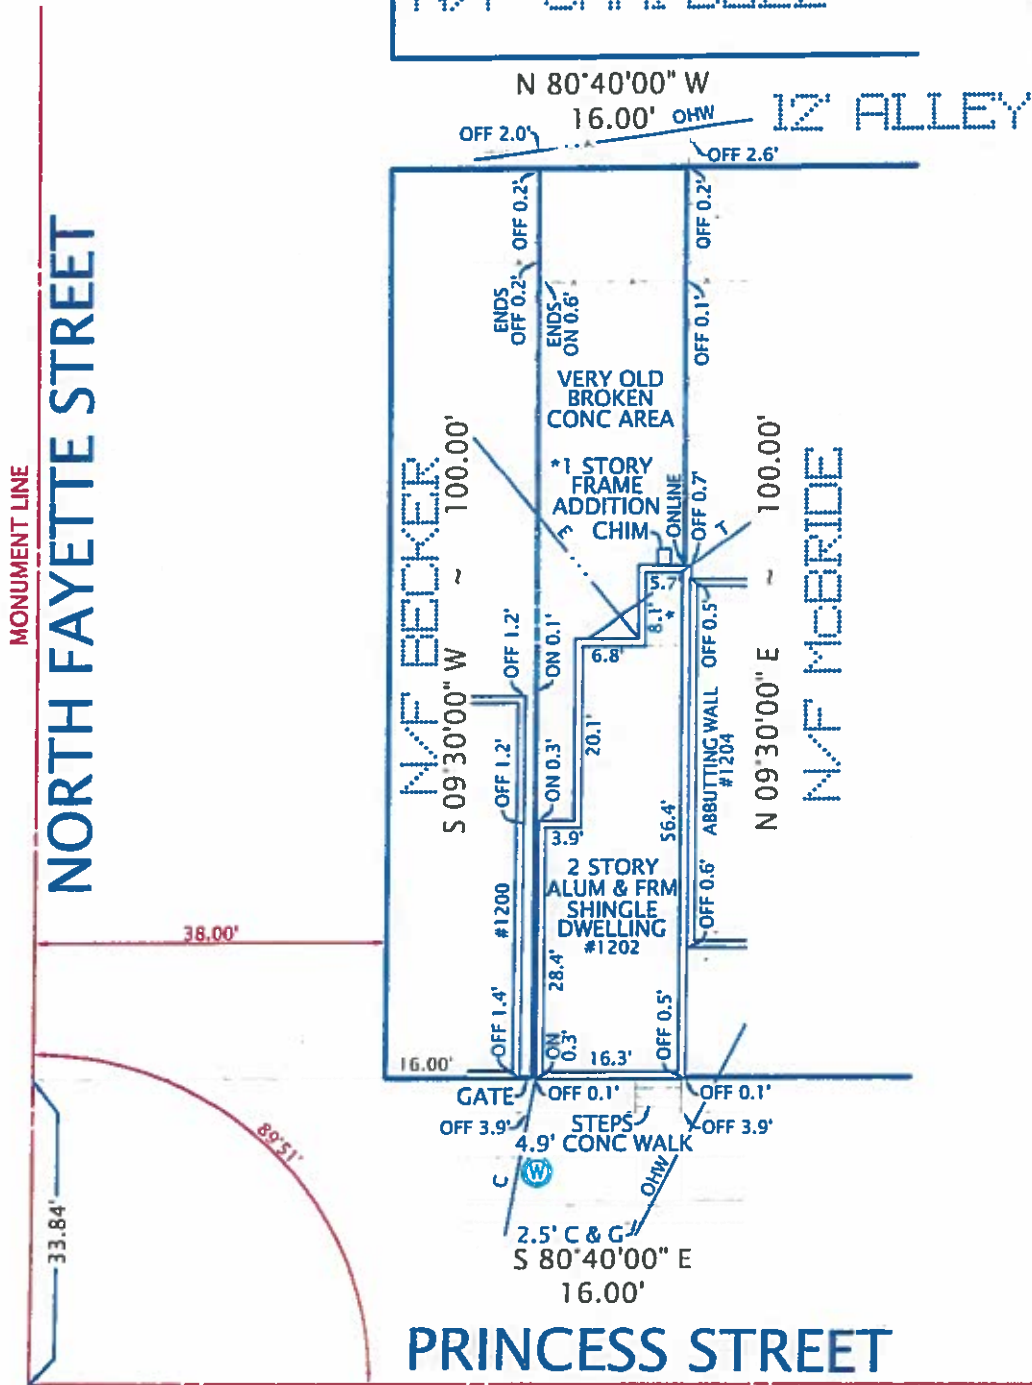 N 80°40'00" W
16.00'
OHW
12' ALLEY
OFF 2.0'
OFF 2.6'
OFF 0.2'
OFF 0.2'
ENDS
OFF 0.2'
ENDS
ON 0.6'
OFF 0.1'
VERY OLD
BROKEN
CONC AREA
*1 STORY
FRAME
ADDITION
CHIM
ONLINE
OFF 0.7'
E
T
5.7'
8.1'
*
6.8'
20.1'
3.9'
MONUMENT LINE
NORTH FAYETTE STREET
N/F BECKER
S 09°30'00" W ~ 100.00'
N 09°30'00" E ~ 100.00'
N/F McBRIDE
OFF 1.2'
ON 0.1'
OFF 1.2'
ON 0.3'
OFF 0.5'
ABBUTTING WALL
#1204
56.4'
OFF 0.6'
2 STORY
ALUM & FRM
SHINGLE
DWELLING
#1202
#1200
28.4'
38.00'
OFF 1.4'
ON
0.3'
OFF 0.5'
16.00'
16.3'
GATE
OFF 0.1'
OFF 0.1'
OFF 3.9'
STEPS
OFF 3.9'
4.9' CONC WALK
C
W
OHW
2.5' C & G
S 80°40'00" E
16.00'
89°51'
33.84'
PRINCESS STREET